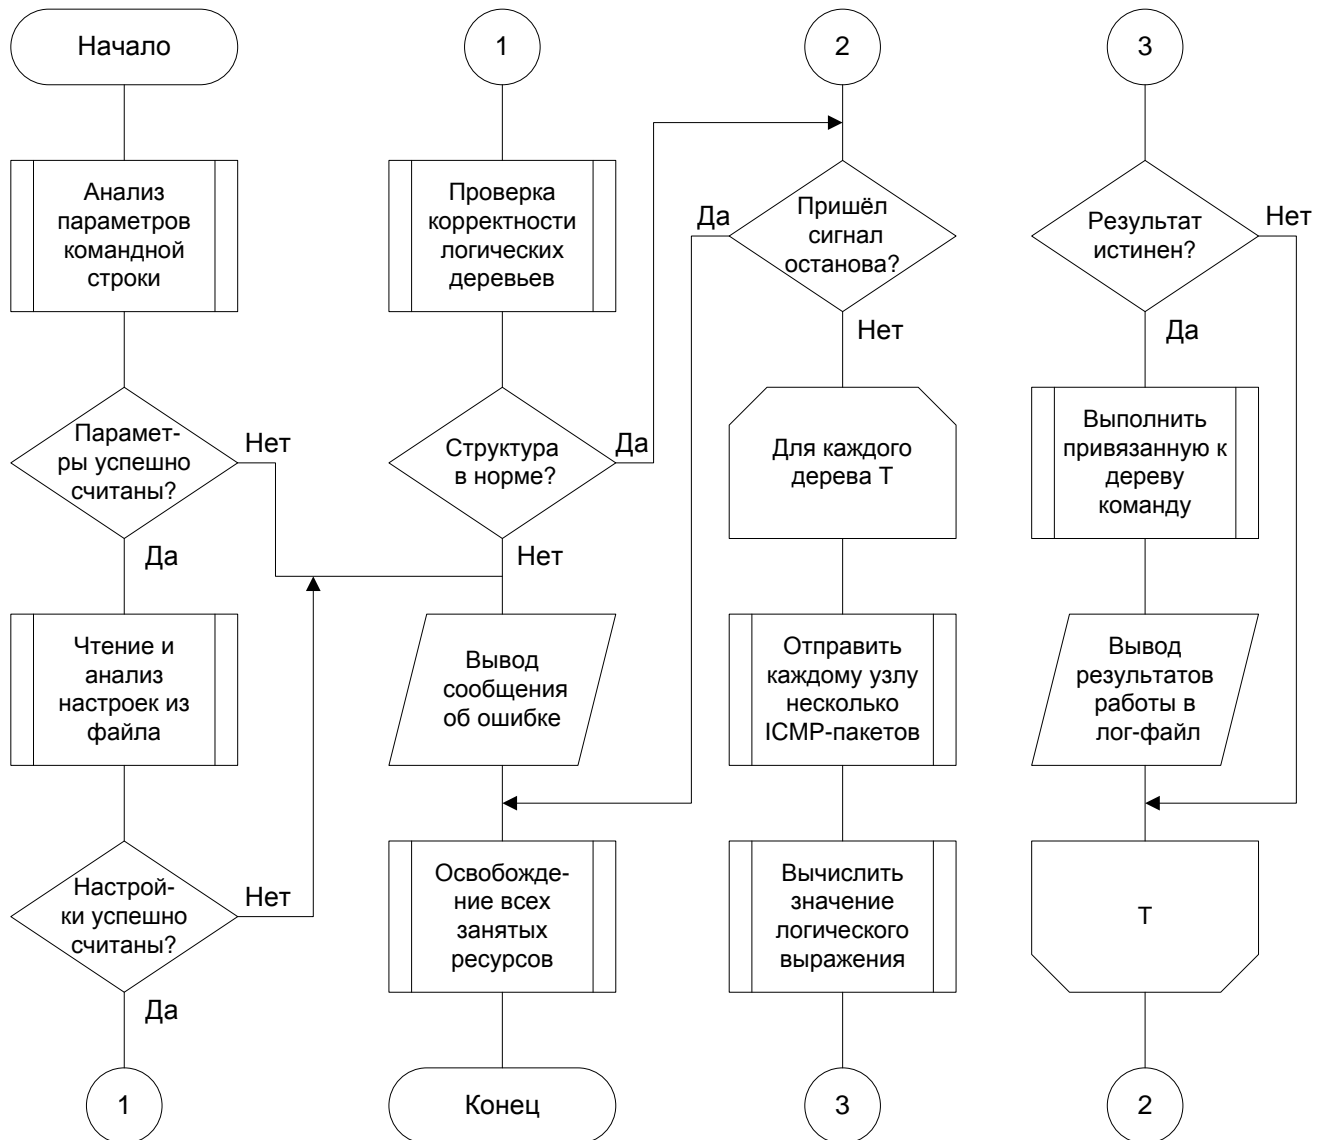 Начало
Анализ
параметров
командной
строки
Парамет-
ры успешно
считаны?
Нет
Да
Чтение и
анализ
настроек из
файла
Настрой-
ки успешно
считаны?
Нет
Да
1
1
Проверка
корректности
логических
деревьев
Структура
в норме?
Да
Нет
Вывод
сообщения
об ошибке
Освобожде-
ние всех
занятых
ресурсов
Конец
2
Да
Пришёл
сигнал
останова?
Нет
Для каждого
дерева Т
Отправить
каждому узлу
несколько
ICMP-пакетов
Вычислить
значение
логического
выражения
3
3
Результат
истинен?
Нет
Да
Выполнить
привязанную к
дереву
команду
Вывод
результатов
работы в
лог-файл
Т
2